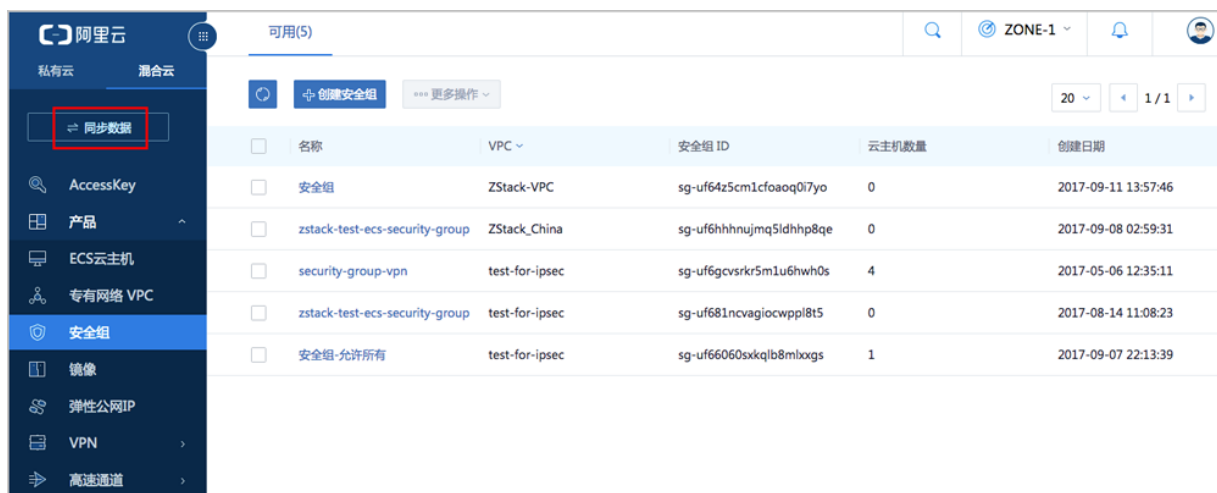 阿里云
可用(5)
ZONE-1
私有云 混合云
同步数据
创建安全组 更多操作
20 1 / 1
名称 VPC 安全组 ID 云主机数量 创建日期
安全组 ZStack-VPC sg-uf64z5cm1cfoaoq0i7yo 0 2017-09-11 13:57:46
zstack-test-ecs-security-group ZStack_China sg-uf6hhhnujmq5ldhhp8qe 0 2017-09-08 02:59:31
security-group-vpn test-for-ipsec sg-uf6gcvsrkr5m1u6hwh0s 4 2017-05-06 12:35:11
zstack-test-ecs-security-group test-for-ipsec sg-uf681ncvagiocwppl8t5 0 2017-08-14 11:08:23
安全组-允许所有 test-for-ipsec sg-uf66060sxkqlb8mlxxgs 1 2017-09-07 22:13:39
AccessKey
产品
ECS云主机
专有网络 VPC
安全组
镜像
弹性公网IP
VPN
高速通道